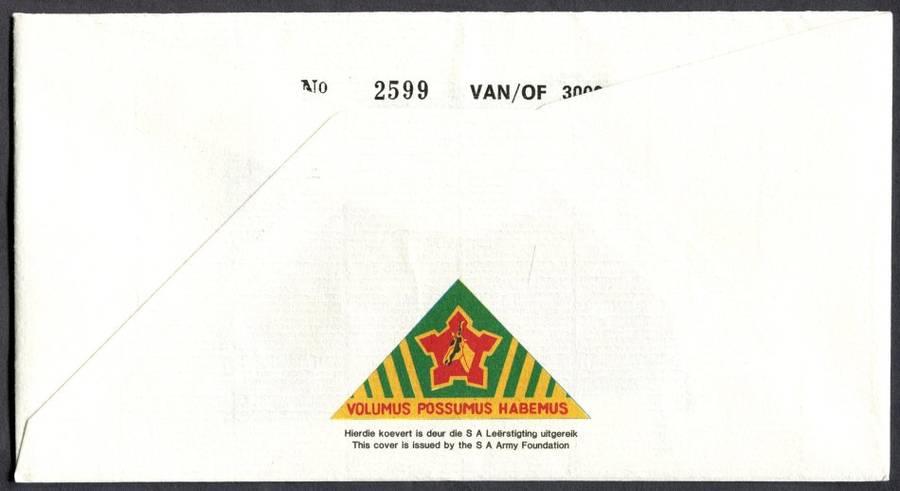 No 2599 VAN/OF 3000
VOLUMUS POSSUMUS HABEMUS
Hierdie koevert is deur die S A Leërstigting uitgereik
This cover is issued by the S A Army Foundation